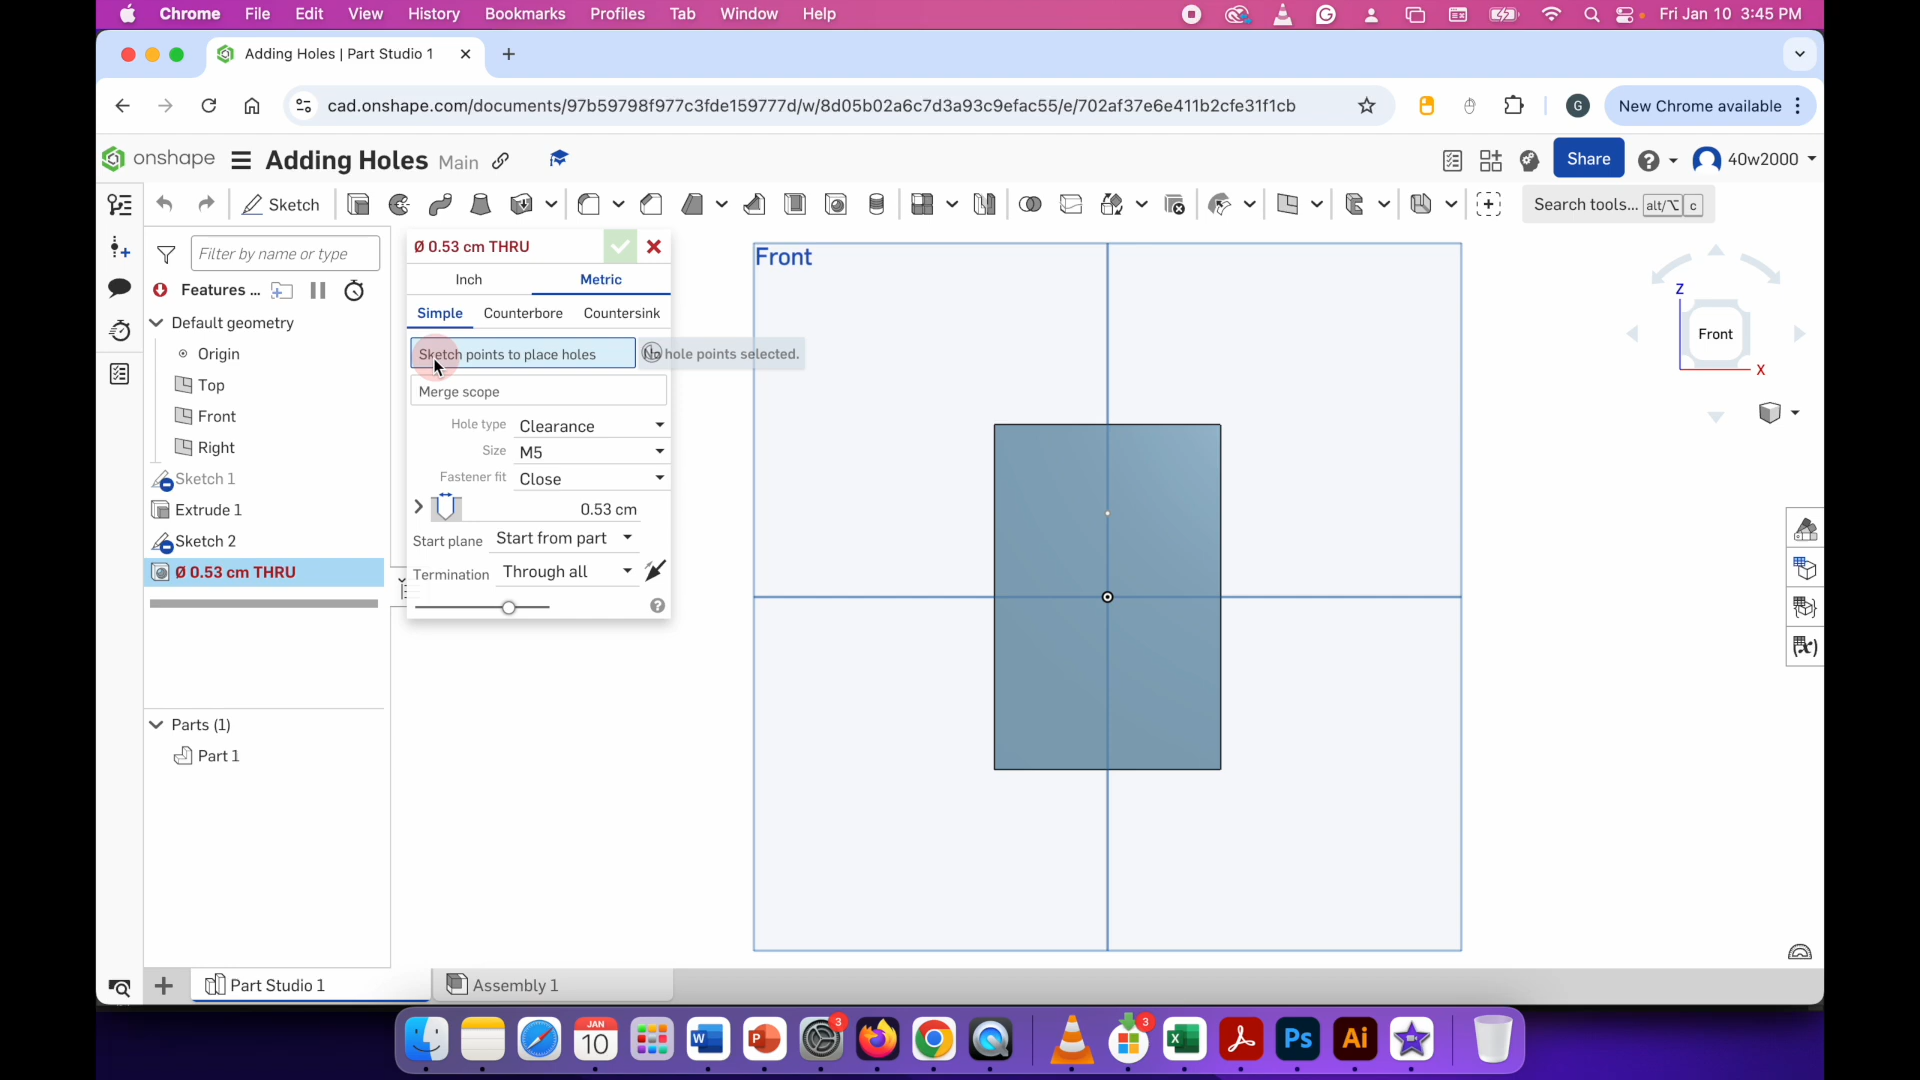 Chrome File Edit View History Bookmarks Profiles Tab Window Help Fri Jan 10 3:45 PM
Adding Holes | Part Studio 1
cad.onshape.com/documents/97b59798f977c3fde159777d/w/8d05b02a6c7d3a93c9efac55/e/702af37e6e411b2cfe31f1cb G New Chrome available
onshape Adding Holes Main Share 40w2000
Sketch Search tools... alt/⌥ c
Filter by name or type
Features ...
Default geometry
Origin
Top
Front
Right
Sketch 1
Extrude 1
Sketch 2
Ø 0.53 cm THRU
Parts (1)
Part 1
Ø 0.53 cm THRU
Inch Metric
Simple Counterbore Countersink
Sketch points to place holes No hole points selected.
Merge scope
Hole type Clearance
Size M5
Fastener fit Close
0.53 cm
Start plane Start from part
Termination Through all
Front
Z
Front
X
Part Studio 1 Assembly 1
JAN
10
W
P
3
3
X
Ps
Ai